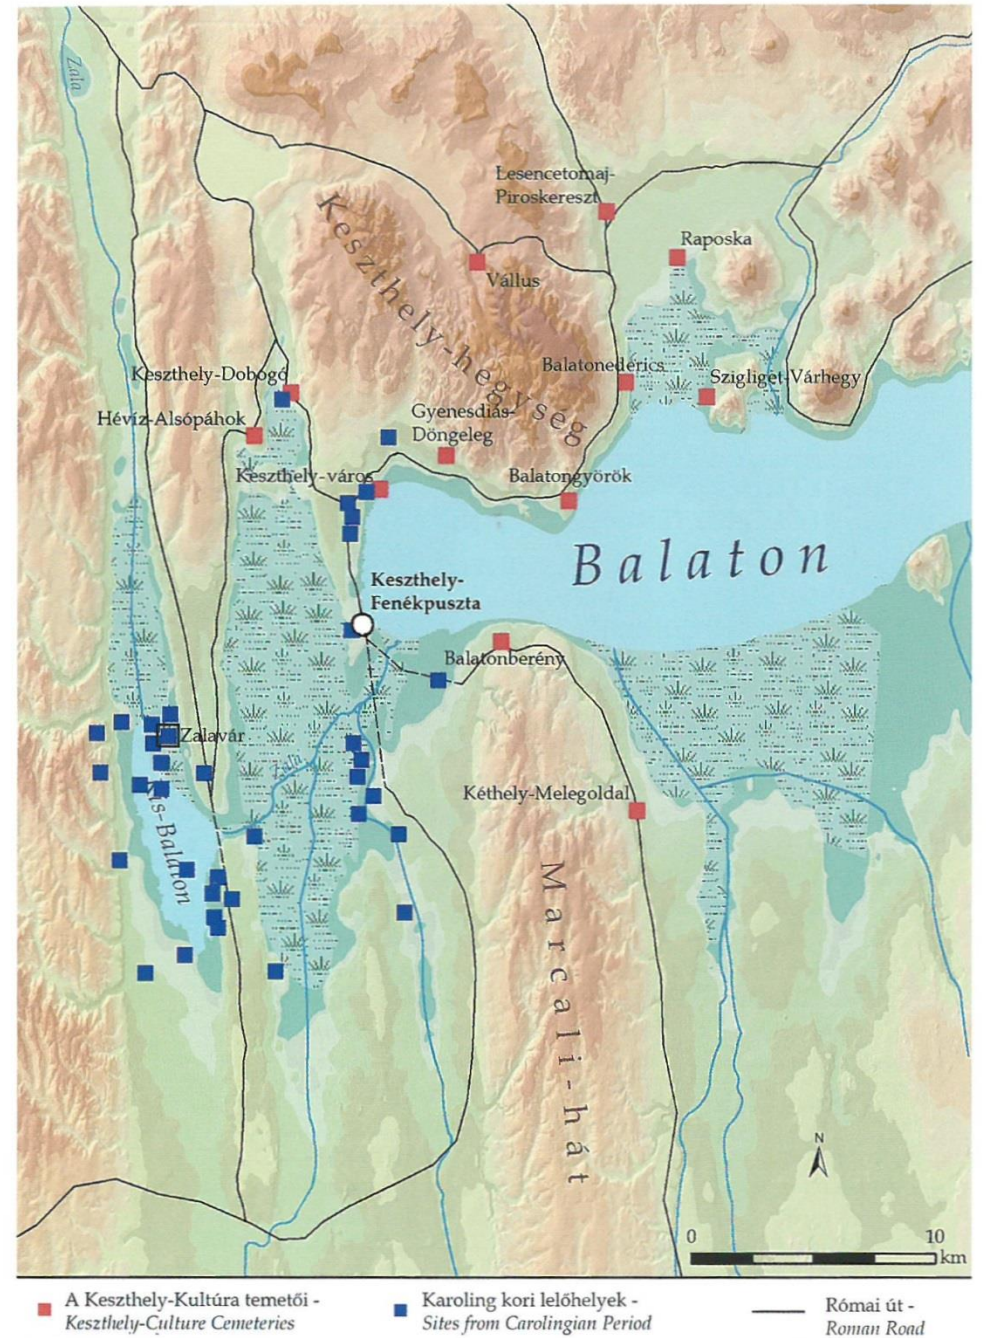 Zala
Lesencetomaj-
Piroskereszt
Raposka
Vállus
Keszthely-hegység
Balatonederics
Szigliget-Várhegy
Keszthely-Dobogó
Hévíz-Alsópáhok
Gyenesdiás-
Döngeleg
Keszthely-város
Balatongyörök
Balaton
Keszthely-
Fenékpuszta
Balatonberény
Zalavár
Zala
Kéthely-Melegoldal
Kis-Balaton
Marcali-hát
N
0 10
km
A Keszthely-Kultúra temetői -
Keszthely-Culture Cemeteries
Karoling kori lelőhelyek -
Sites from Carolingian Period
Római út -
Roman Road